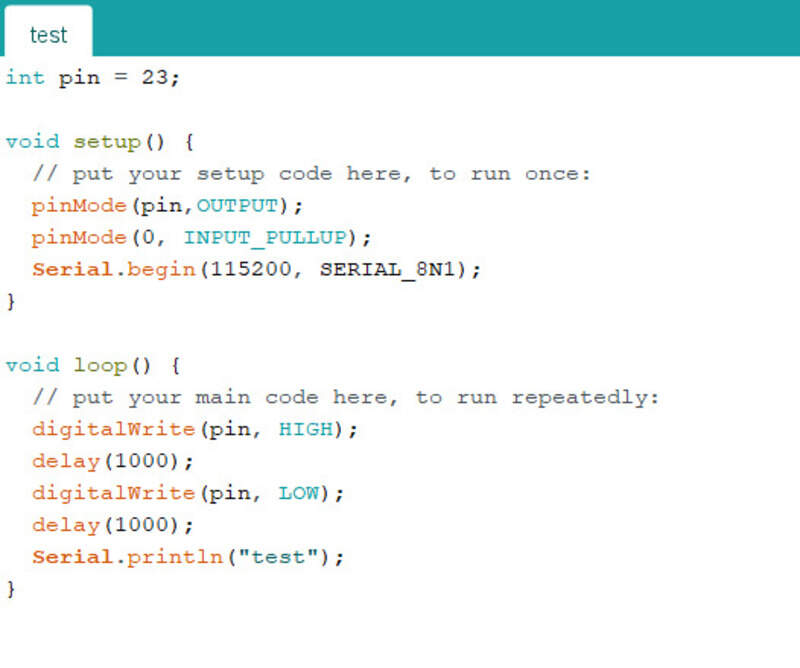 test
int pin = 23;
void setup() {
// put your setup code here, to run once:
pinMode(pin,OUTPUT);
pinMode(0, INPUT_PULLUP);
Serial.begin(115200, SERIAL_8N1);
}
void loop() {
// put your main code here, to run repeatedly:
digitalWrite(pin, HIGH);
delay(1000);
digitalWrite(pin, LOW);
delay(1000);
Serial.println("test");
}